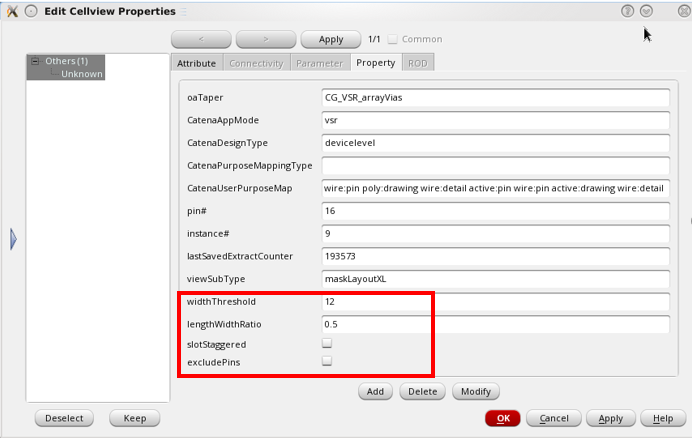 Edit Cellview Properties
< > Apply 1/1 Common
Others (1)
Unknown
Attribute Connectivity Parameter Property ROD
oaTaper CG_VSR_arrayVias
CatenaAppMode vsr
CatenaDesignType devicelevel
CatenaPurposeMappingType
CatenaUserPurposeMap wire:pin poly:drawing wire:detail active:pin wire:pin active:drawing wire:detail
pin# 16
instance# 9
lastSavedExtractCounter 193573
viewSubType maskLayoutXL
widthThreshold 12
lengthWidthRatio 0.5
slotStaggered
excludePins
Add Delete Modify
Deselect Keep OK Cancel Apply Help